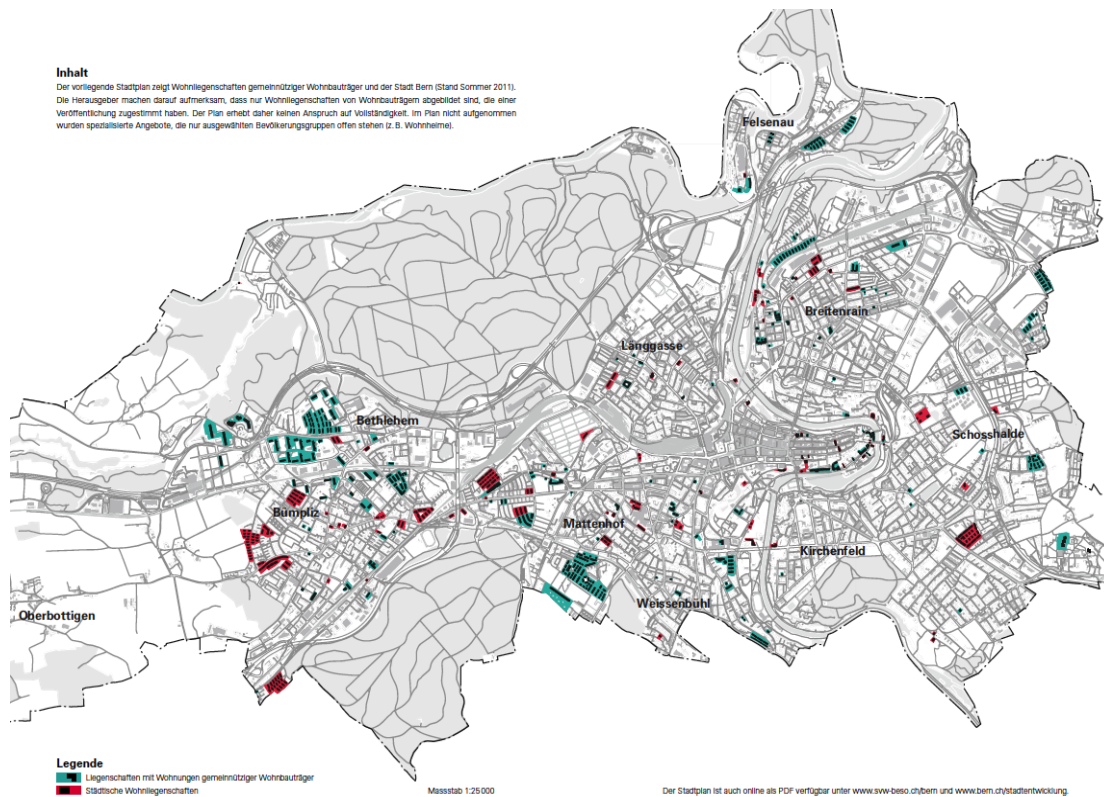 Inhalt
Der vorliegende Stadtplan zeigt Wohnliegenschaften gemeinnütziger Wohnbauträger und der Stadt Bern (Stand Sommer 2011).
Die Herausgeber machen darauf aufmerksam, dass nur Wohnliegenschaften von Wohnbauträgern abgebildet sind, die einer
Veröffentlichung zugestimmt haben. Der Plan erhebt daher keinen Anspruch auf Vollständigkeit. Im Plan nicht aufgenommen
wurden spezialisierte Angebote, die nur ausgewählten Bevölkerungsgruppen offen stehen (z. B. Wohnheime).
Felsenau
Breitenrain
Länggasse
Bethlehem
Schosshalde
Bümpliz
Mattenhof
Kirchenfeld
Weissenbühl
Oberbottigen
Legende
Liegenschaften mit Wohnungen gemeinnütziger Wohnbauträger
Städtische Wohnliegenschaften
Massstab 1:25 000
Der Stadtplan ist auch online als PDF verfügbar unter www.svw-beso.ch/bern und www.bern.ch/stadtentwicklung.